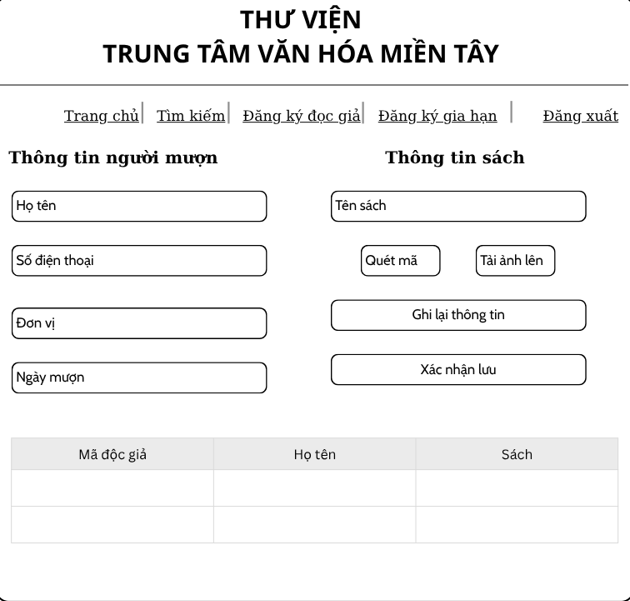 THƯ VIỆN
TRUNG TÂM VĂN HÓA MIỀN TÂY
Trang chủ Tìm kiếm Đăng ký đọc giả Đăng ký gia hạn Đăng xuất
Thông tin người mượn
Họ tên
Số điện thoại
Đơn vị
Ngày mượn
Thông tin sách
Tên sách
Quét mã Tải ảnh lên
Ghi lại thông tin
Xác nhận lưu
Mã độc giả Họ tên Sách